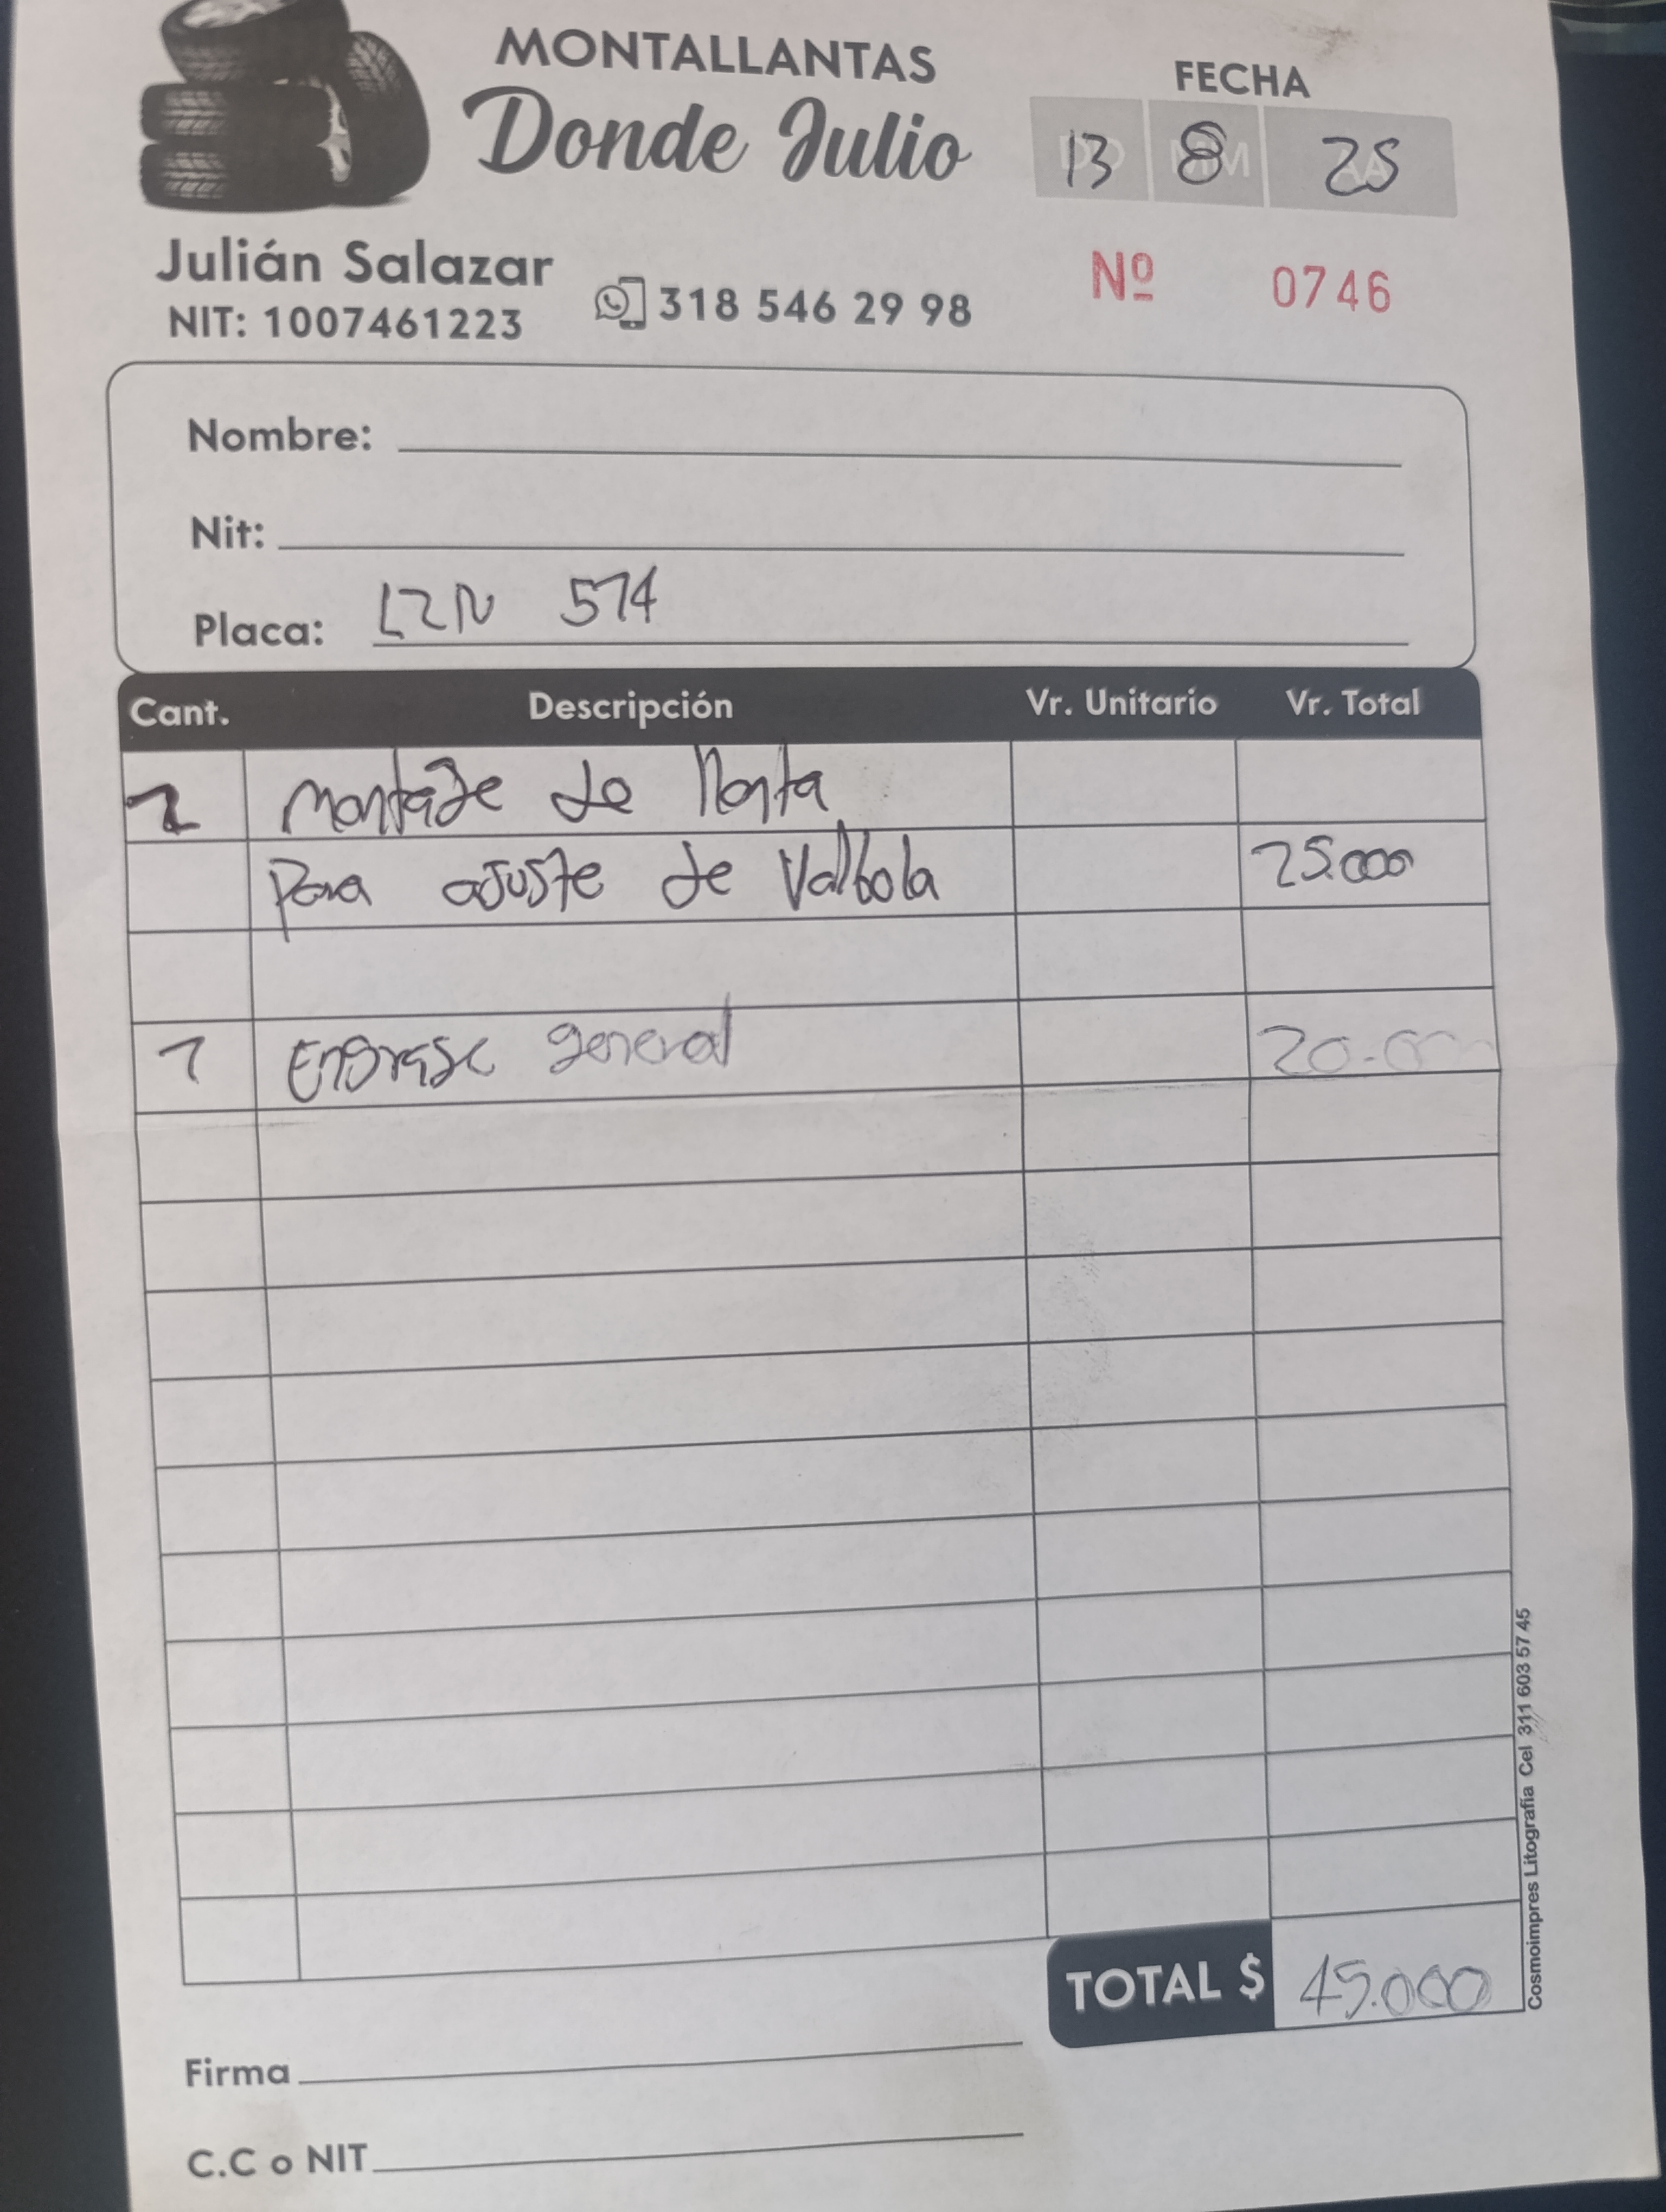 MONTALLANTAS
Donde Julio
FECHA
13 8 25
Julián Salazar
NIT: 1007461223
318 546 29 98
Nº 0746
Nombre:
Nit:
Placa: LZN 574
Cant. Descripción Vr. Unitario Vr. Total
montaje de llanta
Para ajuste de Valbola 25.000
1 Engrase general 20.000
TOTAL $ 45.000
Firma
C.C o NIT
Cosmoimpres Litografia Cel 311 603 57 45